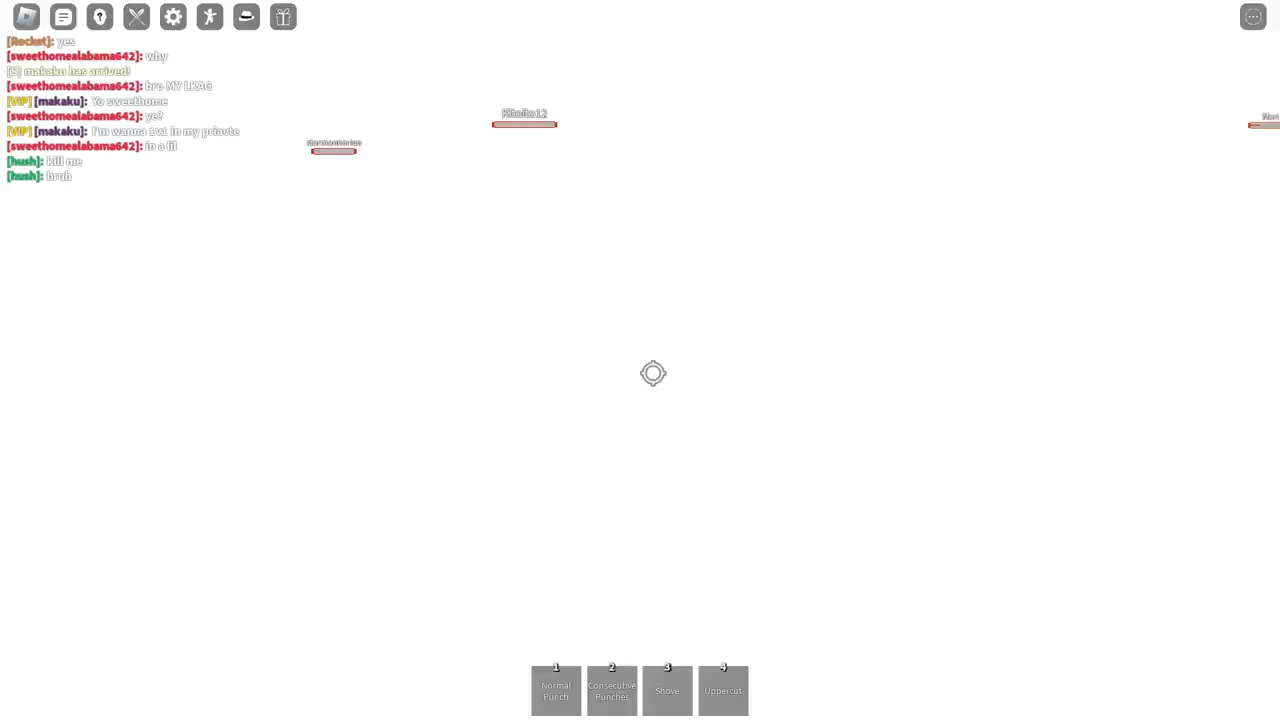 [Rocket]: yes
[sweethomealabama642]: why
[S] makaku has arrived!
[sweethomealabama642]: bro MY LKAG
[VIP] [makaku]: Yo sweethome
[sweethomealabama642]: ye?
[VIP] [makaku]: I'm wanna 1v1 in my priavte
[sweethomealabama642]: in a lil
[hush]: kill me
[hush]: bruh
1
Normal
Punch
2
Consecutive
Punches
3
Shove
4
Uppercut